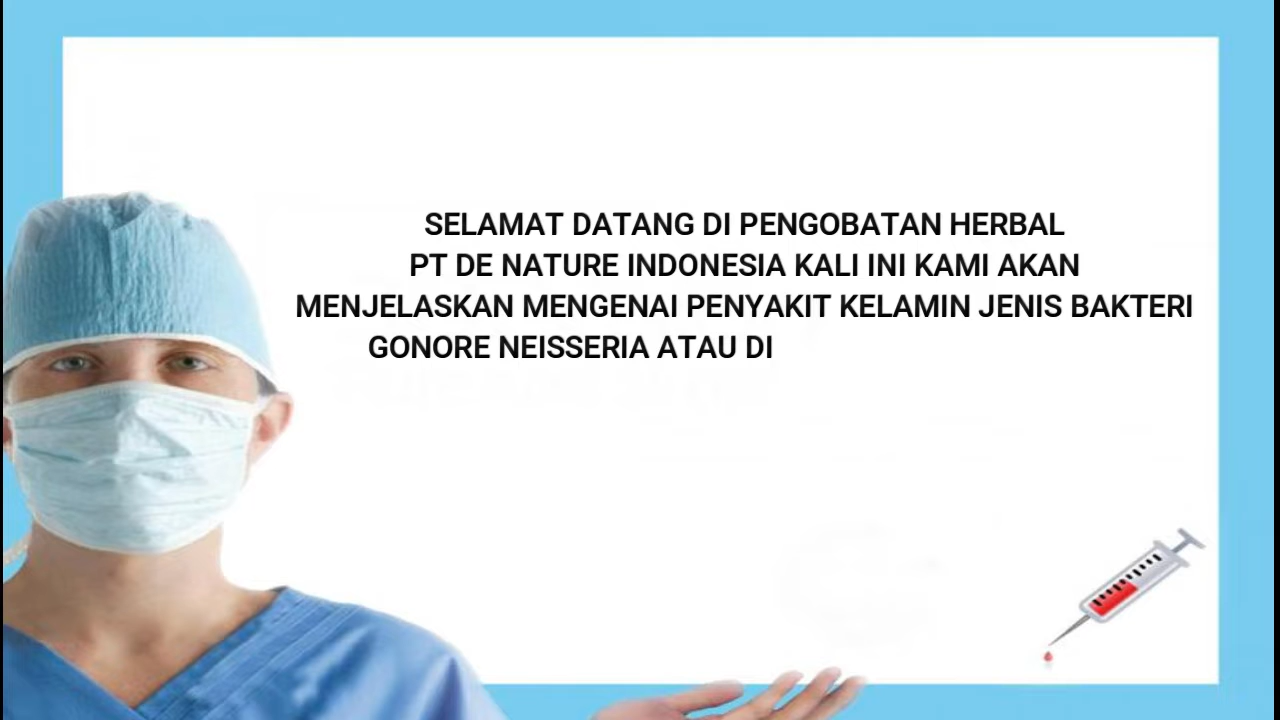 SELAMAT DATANG DI PENGOBATAN HERBAL
PT DE NATURE INDONESIA KALI INI KAMI AKAN
MENJELASKAN MENGENAI PENYAKIT KELAMIN JENIS BAKTERI
GONORE NEISSERIA ATAU DI